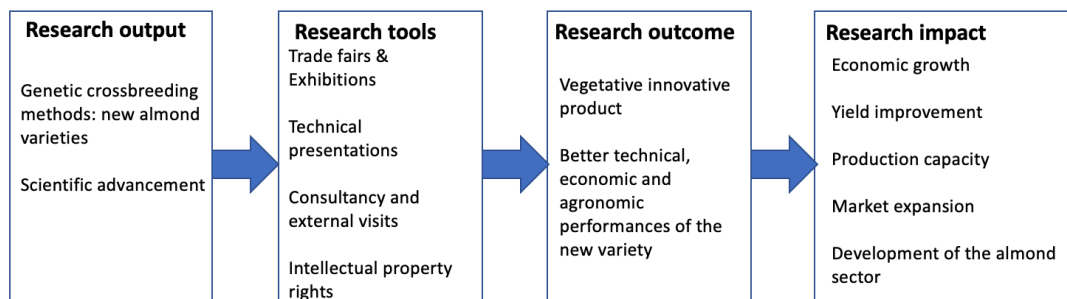 Research output
Genetic crossbreeding
methods: new almond
varieties
Scientific advancement
Research tools
Trade fairs &
Exhibitions
Technical
presentations
Consultancy and
external visits
Intellectual property
rights
Research outcome
Vegetative innovative
product
Better technical,
economic and
agronomic
performances of the
new variety
Research impact
Economic growth
Yield improvement
Production capacity
Market expansion
Development of the almond
sector